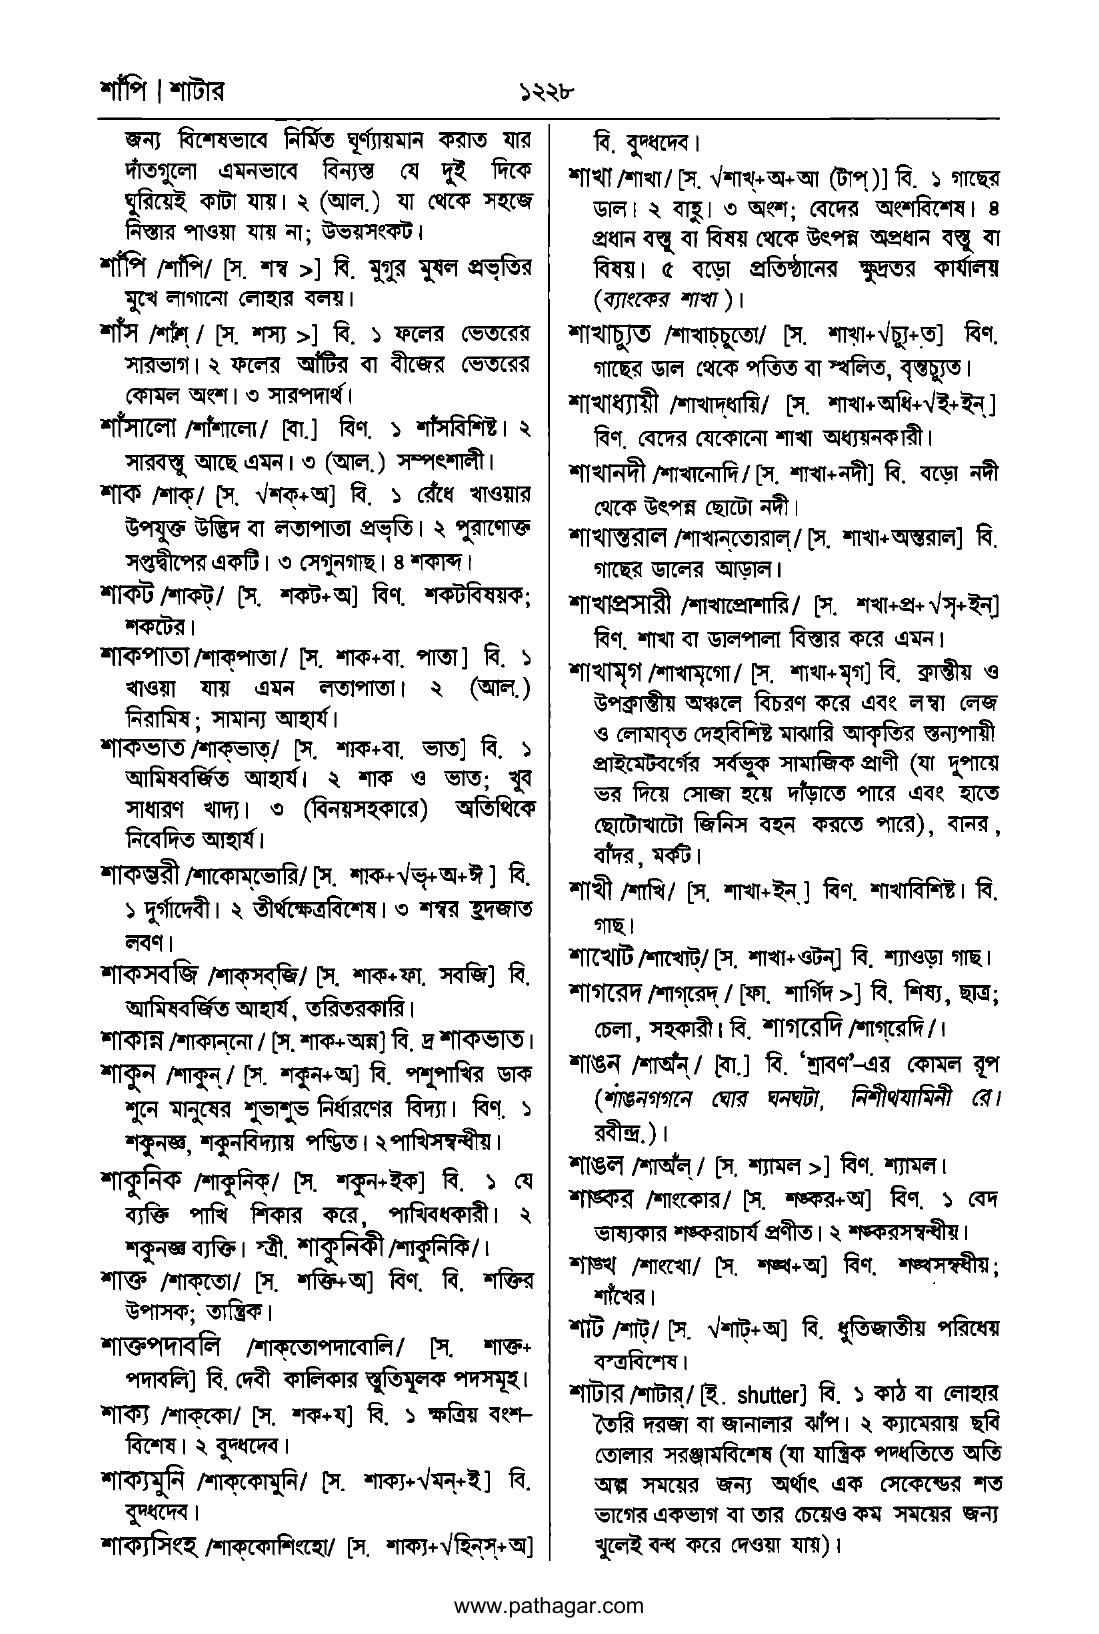 শাঁপি | শাটার
১২২৮
জন্য বিশেষভাবে নির্মিত ঘূর্ণ্যায়মান করাত যার
দাঁতগুলো এমনভাবে বিন্যস্ত যে দুই দিকে
ঘুরিয়েই কাটা যায়। ২ (আল.) যা থেকে সহজে
নিস্তার পাওয়া যায় না; উভয়সংকট।
শাঁপি /শাঁপি/ [স. শম্ব >] বি. মুগুর মুষল প্রভৃতির
মুখে লাগানো লোহার বলয়।
শাঁস /শাঁশ্/ [স. শস্য >] বি. ১ ফলের ভেতরের
সারভাগ। ২ ফলের আঁটির বা বীজের ভেতরের
কোমল অংশ। ৩ সারপদার্থ।
শাঁসালো /শাঁশালো/ [বা.] বিণ. ১ শাঁসবিশিষ্ট। ২
সারবস্তু আছে এমন। ৩ (আল.) সম্পৎশালী।
শাক /শাক্/ [স. √শক্+অ] বি. ১ রেঁধে খাওয়ার
উপযুক্ত উদ্ভিদ বা লতাপাতা প্রভৃতি। ২ পুরাণোক্ত
সপ্তদ্বীপের একটি। ৩ সেগুনগাছ। ৪ শকাব্দ।
শাকট /শাকট্/ [স. শকট+অ] বিণ. শকটবিষয়ক;
শকটের।
শাকপাতা /শাক্‌পাতা/ [স. শাক+বা. পাতা] বি. ১
খাওয়া যায় এমন লতাপাতা। ২ (আল.)
নিরামিষ; সামান্য আহার্য।
শাকভাত /শাক্‌ভাত্/ [স. শাক+বা. ভাত] বি. ১
আমিষবর্জিত আহার্য। ২ শাক ও ভাত; খুব
সাধারণ খাদ্য। ৩ (বিনয়সহকারে) অতিথিকে
নিবেদিত আহার্য।
শাকম্ভরী /শাকোম্‌ভোরি/ [স. শাক+√ভৃ+অ+ঈ] বি.
১ দুর্গাদেবী। ২ তীর্থক্ষেত্রবিশেষ। ৩ শম্বর হ্রদজাত
লবণ।
শাকসবজি /শাক্‌সব্‌জি/ [স. শাক+ফা. সবজি] বি.
আমিষবর্জিত আহার্য, তরিতরকারি।
শাকান্ন /শাকান্‌নো/ [স. শাক+অন্ন] বি. দ্র শাকভাত।
শাকুন /শাকুন্/ [স. শকুন+অ] বি. পশুপাখির ডাক
শুনে মানুষের শুভাশুভ নির্ধারণের বিদ্যা। বিণ. ১
শকুনজ্ঞ, শকুনবিদ্যায় পণ্ডিত। ২ পাখিসম্বন্ধীয়।
শাকুনিক /শাকুনিক্/ [স. শকুন+ইক] বি. ১ যে
ব্যক্তি পাখি শিকার করে, পাখিবধকারী। ২
শকুনজ্ঞ ব্যক্তি। স্ত্রী. শাকুনিকী /শাকুনিকি/।
শাক্ত /শাক্‌তো/ [স. শক্তি+অ] বিণ. বি. শক্তির
উপাসক; তান্ত্রিক।
শাক্তপদাবলি /শাক্‌তোপদাবোলি/ [স. শাক্ত+
পদাবলি] বি. দেবী কালিকার স্তুতিমূলক পদসমূহ।
শাক্য /শাক্‌কো/ [স. শক+য] বি. ১ ক্ষত্রিয় বংশ-
বিশেষ। ২ বুদ্ধদেব।
শাক্যমুনি /শাক্‌কোমুনি/ [স. শাক্য+√মন্+ই] বি.
বুদ্ধদেব।
শাক্যসিংহ /শাক্‌কোশিংহো/ [স. শাক্য+√হিন্‌স্+অ]
বি. বুদ্ধদেব।
শাখা /শাখা/ [স. √শাখ্+অ+আ (টাপ্)] বি. ১ গাছের
ডাল। ২ বাহু। ৩ অংশ; বেদের অংশবিশেষ। ৪
প্রধান বস্তু বা বিষয় থেকে উৎপন্ন অপ্রধান বস্তু বা
বিষয়। ৫ বড়ো প্রতিষ্ঠানের ক্ষুদ্রতর কার্যালয়
(ব্যাংকের শাখা)।
শাখাচ্যুত /শাখাচ্‌চুতো/ [স. শাখা+√চ্যু+ত] বিণ.
গাছের ডাল থেকে পতিত বা স্খলিত, বৃন্তচ্যুত।
শাখাধ্যায়ী /শাখাদ্‌ধায়ি/ [স. শাখা+অধি+√ই+ইন্]
বিণ. বেদের যেকোনো শাখা অধ্যয়নকারী।
শাখানদী /শাখানোদি/ [স. শাখা+নদী] বি. বড়ো নদী
থেকে উৎপন্ন ছোটো নদী।
শাখান্তরাল /শাখান্‌তোরাল্/ [স. শাখা+অন্তরাল] বি.
গাছের ডালের আড়াল।
শাখাপ্রসারী /শাখাপ্রোশারি/ [স. শখা+প্র+√সৃ+ইন্]
বিণ. শাখা বা ডালপালা বিস্তার করে এমন।
শাখামৃগ /শাখামৃগো/ [স. শাখা+মৃগ] বি. ক্রান্তীয় ও
উপক্রান্তীয় অঞ্চলে বিচরণ করে এবং লম্বা লেজ
ও লোমাবৃত দেহবিশিষ্ট মাঝারি আকৃতির স্তন্যপায়ী
প্রাইমেটবর্গের সর্বভুক সামাজিক প্রাণী (যা দুপায়ে
ভর দিয়ে সোজা হয়ে দাঁড়াতে পারে এবং হাতে
ছোটোখাটো জিনিস বহন করতে পারে), বানর,
বাঁদর, মর্কট।
শাখী /শাখি/ [স. শাখা+ইন্] বিণ. শাখাবিশিষ্ট। বি.
গাছ।
শাখোট /শাখোট্/ [স. শাখা+ওটন্] বি. শ্যাওড়া গাছ।
শাগরেদ /শাগ্‌রেদ্/ [ফা. শার্গিদ >] বি. শিষ্য, ছাত্র;
চেলা, সহকারী। বি. শাগরেদি /শাগ্‌রেদি/।
শাঙন /শাঅঁন্/ [বা.] বি. ‘শ্রাবণ’-এর কোমল রূপ
(শাঙনগগনে ঘোর ঘনঘটা, নিশীথযামিনী রে।
রবীন্দ্র.)।
শাঙল /শাঅঁল্/ [স. শ্যামল >] বিণ. শ্যামল।
শাঙ্কর /শাংকোর/ [স. শঙ্কর+অ] বিণ. ১ বেদ
ভাষ্যকার শঙ্করাচার্য প্রণীত। ২ শঙ্করসম্বন্ধীয়।
শাঙ্খ /শাংখো/ [স. শঙ্খ+অ] বিণ. শঙ্খসম্বন্ধীয়;
শাঁখের।
শাট /শাট্/ [স. √শাট্+অ] বি. ধুতিজাতীয় পরিধেয়
বস্ত্রবিশেষ।
শাটার /শাটার্/ [ই. shutter] বি. ১ কাঠ বা লোহার
তৈরি দরজা বা জানালার ঝাঁপ। ২ ক্যামেরায় ছবি
তোলার সরঞ্জামবিশেষ (যা যান্ত্রিক পদ্ধতিতে অতি
অল্প সময়ের জন্য অর্থাৎ এক সেকেন্ডের শত
ভাগের একভাগ বা তার চেয়েও কম সময়ের জন্য
খুলেই বন্ধ করে দেওয়া যায়)।
www.pathagar.com